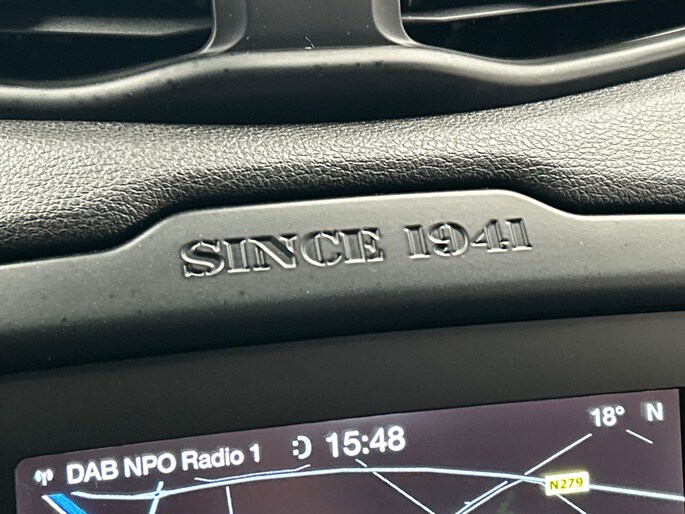 SINCE 1941
DAB NPO Radio 1 15:48 18° N
N279